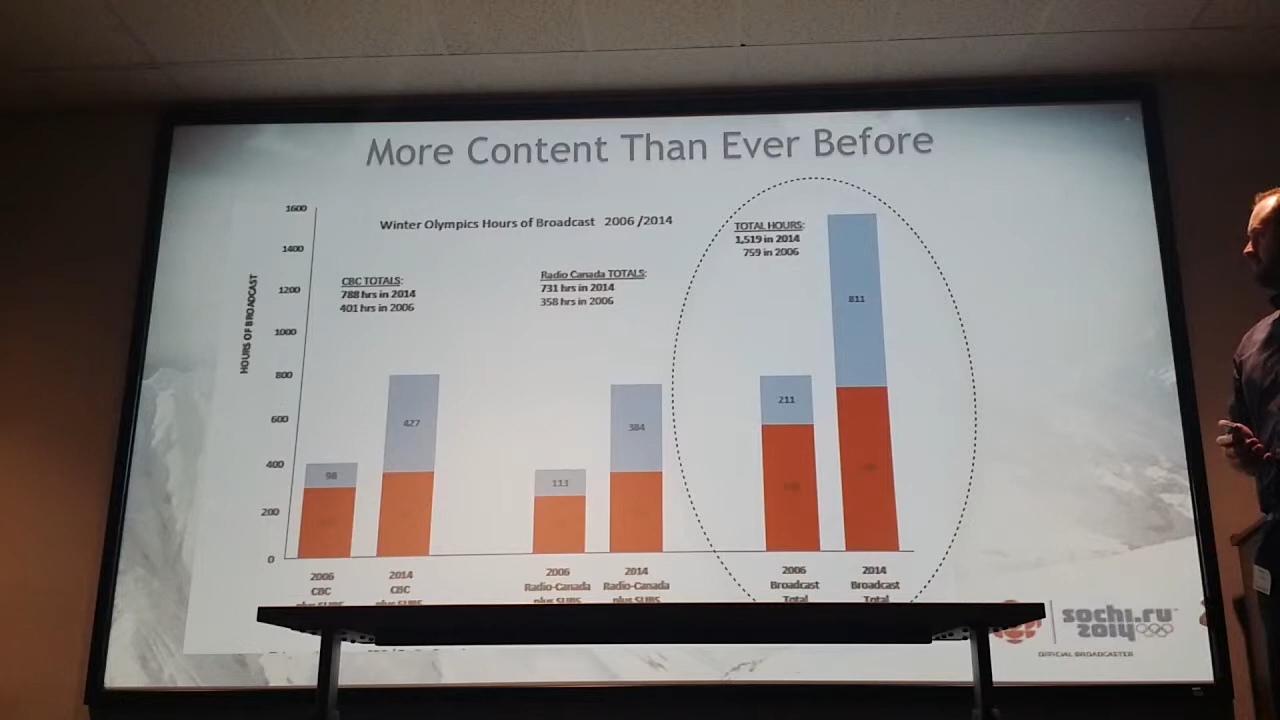 More Content Than Ever Before
Winter Olympics Hours of Broadcast 2006 /2014
HOURS OF BROADCAST
1600
1400
1200
1000
800
600
400
200
0
CBC TOTALS:
788 hrs in 2014
401 hrs in 2006
Radio Canada TOTALS:
731 hrs in 2014
358 hrs in 2006
TOTAL HOURS:
1,519 in 2014
759 in 2006
98
427
113
384
211
811
2006
CBC
plus SUBS
2014
CBC
plus SUBS
2006
Radio-Canada
plus SUBS
2014
Radio-Canada
plus SUBS
2006
Broadcast
Total
2014
Broadcast
Total
sochi.ru
2014
OFFICIAL BROADCASTER